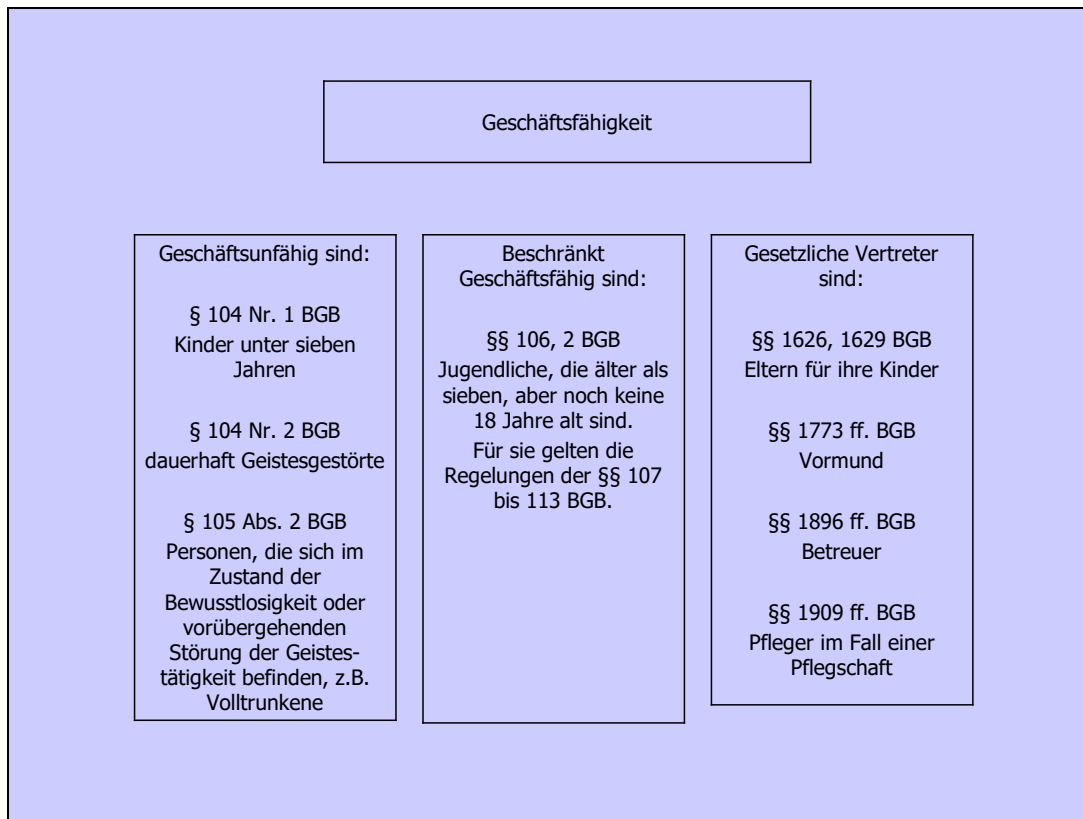 Geschäftsfähigkeit
Geschäftsunfähig sind:
§ 104 Nr. 1 BGB
Kinder unter sieben
Jahren
§ 104 Nr. 2 BGB
dauerhaft Geistesgestörte
§ 105 Abs. 2 BGB
Personen, die sich im
Zustand der
Bewusstlosigkeit oder
vorübergehenden
Störung der Geistes-
tätigkeit befinden, z.B.
Volltrunkene
Beschränkt
Geschäftsfähig sind:
§§ 106, 2 BGB
Jugendliche, die älter als
sieben, aber noch keine
18 Jahre alt sind.
Für sie gelten die
Regelungen der §§ 107
bis 113 BGB.
Gesetzliche Vertreter
sind:
§§ 1626, 1629 BGB
Eltern für ihre Kinder
§§ 1773 ff. BGB
Vormund
§§ 1896 ff. BGB
Betreuer
§§ 1909 ff. BGB
Pfleger im Fall einer
Pflegschaft